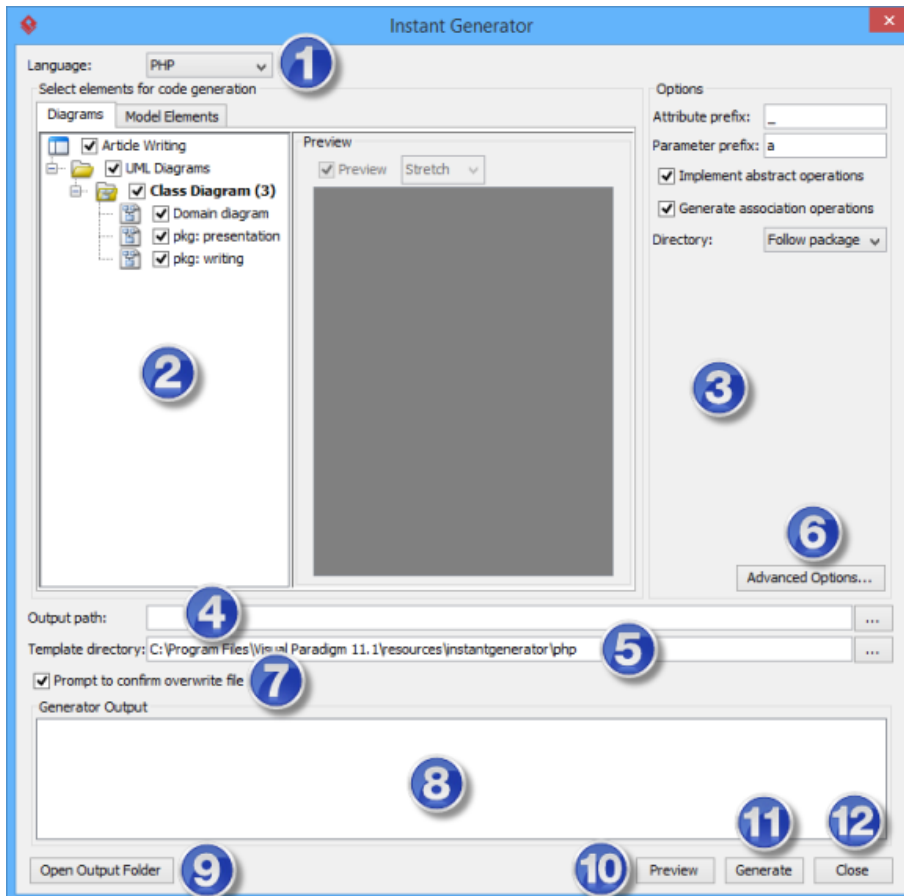 Instant Generator
Language: PHP 1
Select elements for code generation
Diagrams Model Elements
Article Writing
UML Diagrams
Class Diagram (3)
Domain diagram
pkg: presentation
pkg: writing
2
Preview
Preview Stretch
Options
Attribute prefix: _
Parameter prefix: a
Implement abstract operations
Generate association operations
Directory: Follow package
3
6
Advanced Options...
Output path: 4 ...
Template directory: C:\Program Files\Visual Paradigm 11.1\resources\instantgenerator\php 5 ...
Prompt to confirm overwrite file 7
Generator Output
8
11 12
Open Output Folder 9 10 Preview Generate Close